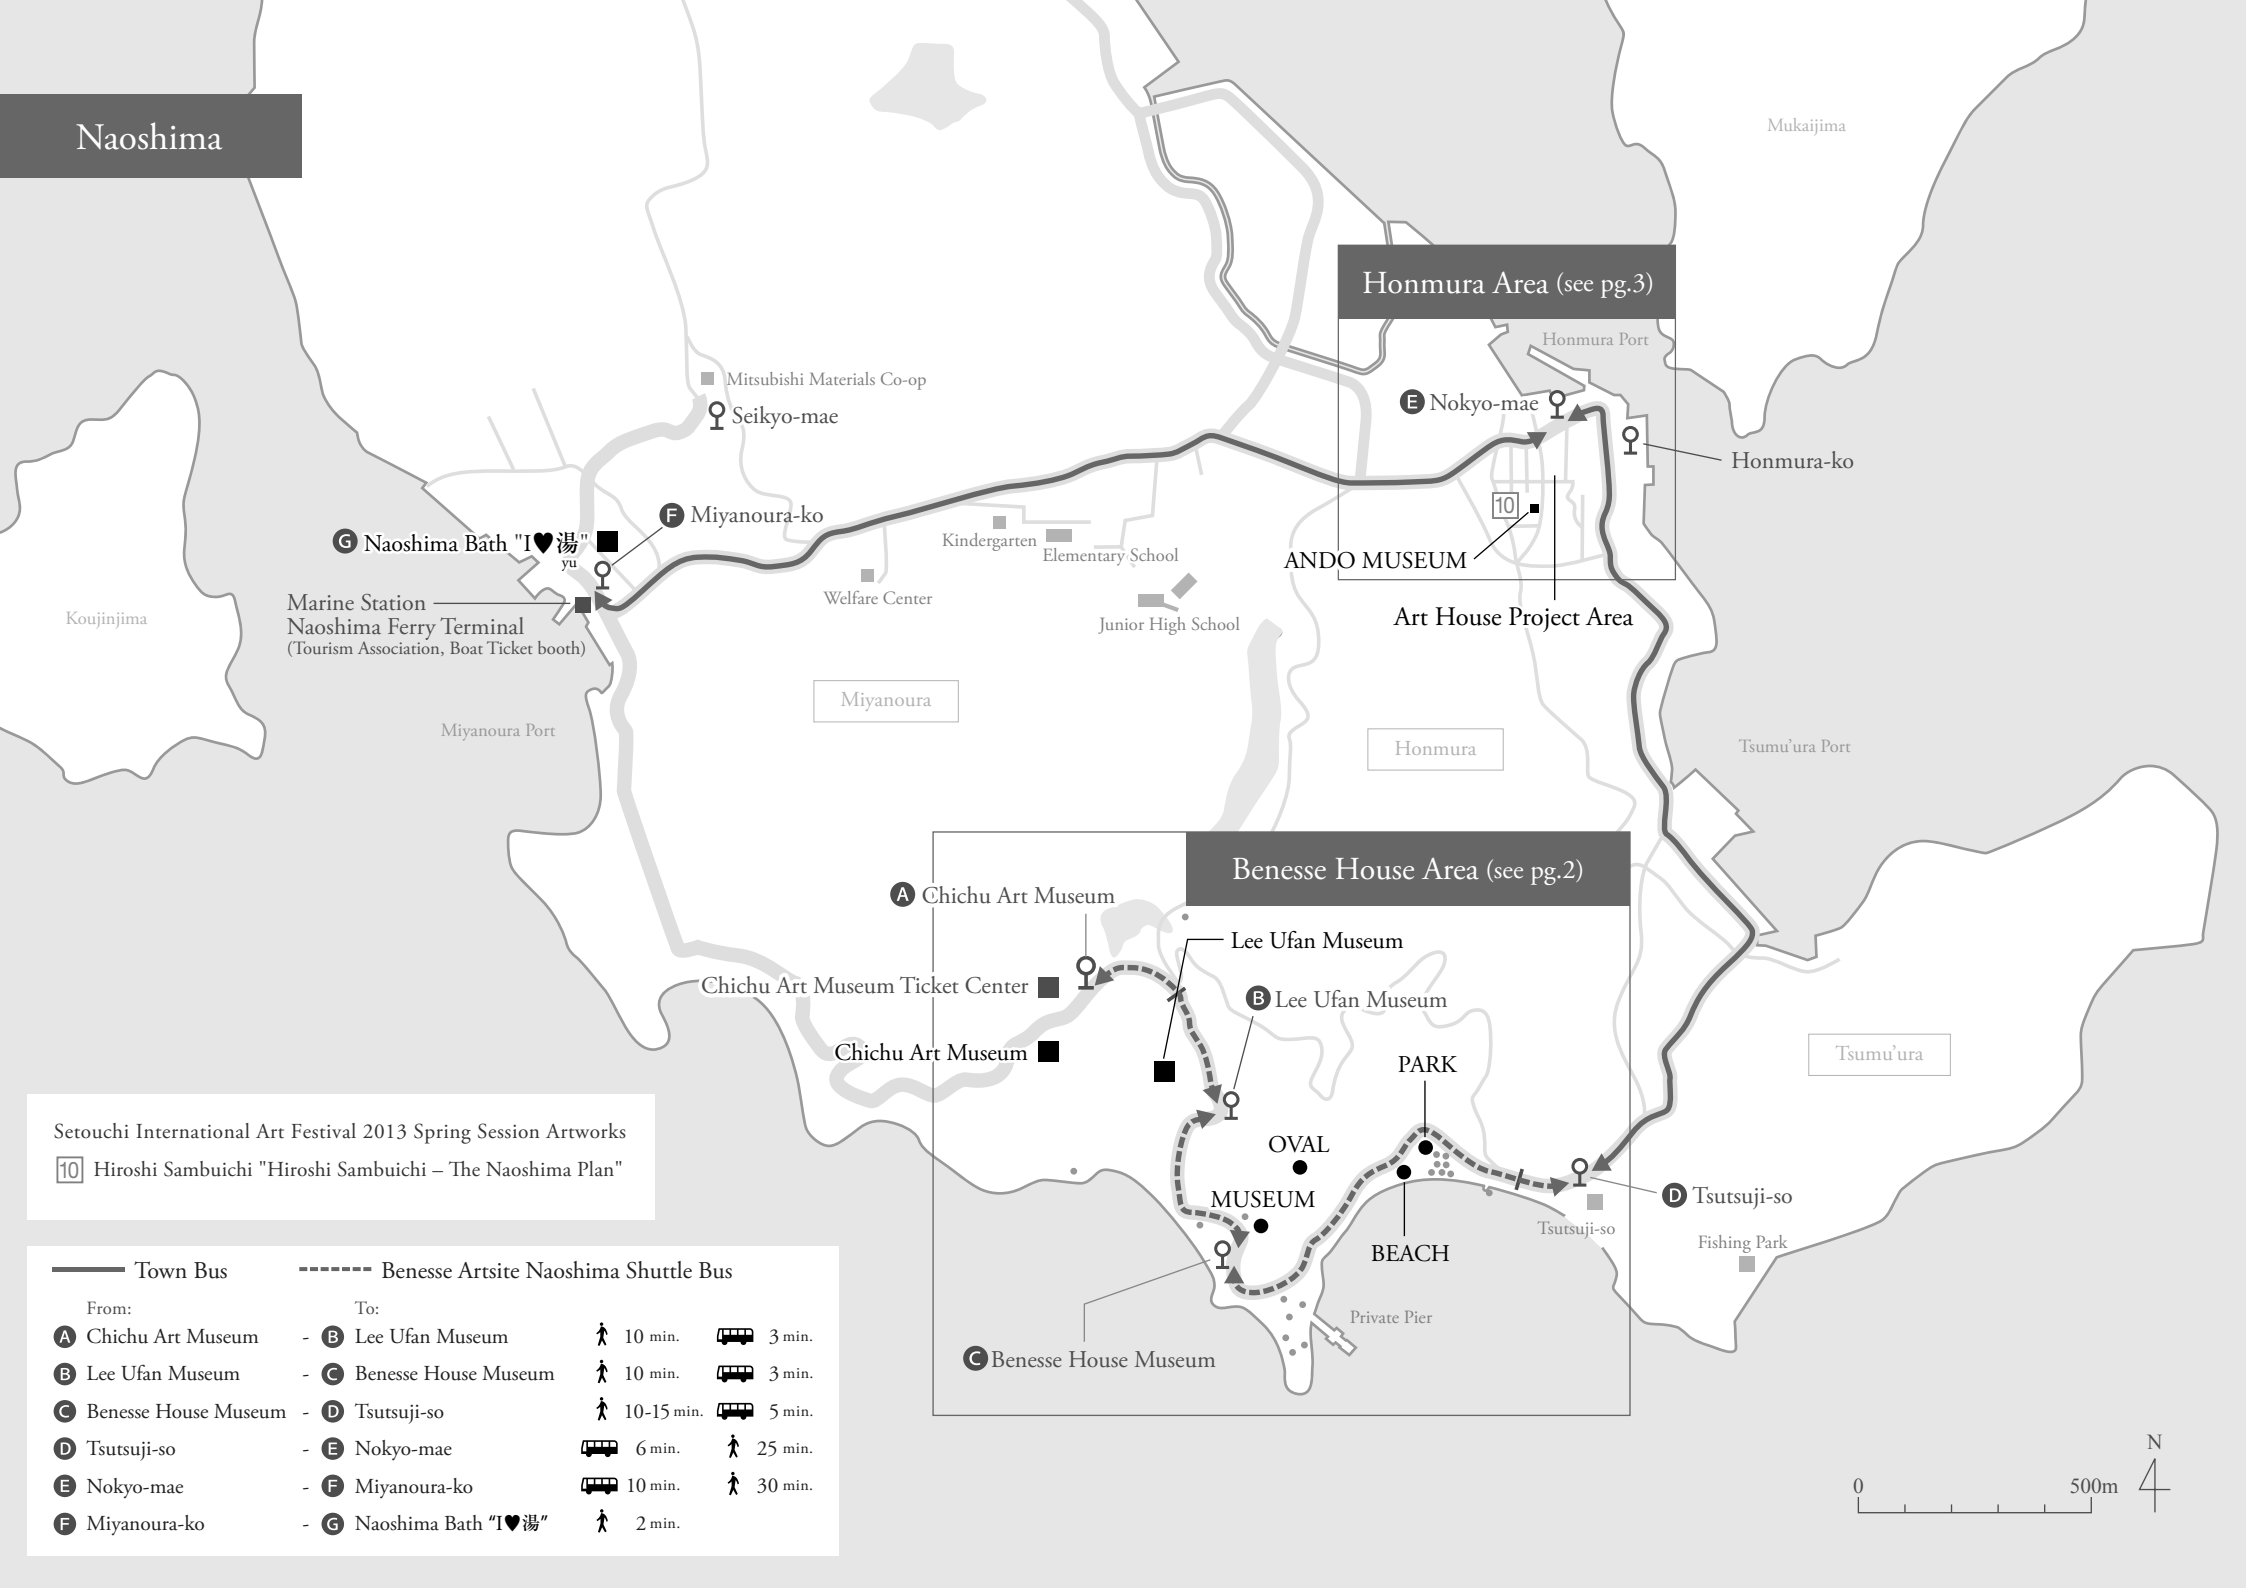 Naoshima
Mukaijima
Honmura Area (see pg.3)
Honmura Port
Mitsubishi Materials Co-op
Seikyo-mae
E Nokyo-mae
Honmura-ko
10
F Miyanoura-ko
G Naoshima Bath "I♥湯"
yu
Kindergarten
Elementary School
ANDO MUSEUM
Welfare Center
Marine Station
Naoshima Ferry Terminal
(Tourism Association, Boat Ticket booth)
Koujinjima
Junior High School
Art House Project Area
Miyanoura
Miyanoura Port
Honmura
Tsumu'ura Port
Benesse House Area (see pg.2)
A Chichu Art Museum
Lee Ufan Museum
Chichu Art Museum Ticket Center
B Lee Ufan Museum
Chichu Art Museum
PARK
Tsumu'ura
OVAL
MUSEUM
D Tsutsuji-so
Tsutsuji-so
BEACH
Fishing Park
Private Pier
C Benesse House Museum
Setouchi International Art Festival 2013 Spring Session Artworks
10 Hiroshi Sambuichi "Hiroshi Sambuichi – The Naoshima Plan"
Town Bus Benesse Artsite Naoshima Shuttle Bus
From: To:
A Chichu Art Museum - B Lee Ufan Museum 10 min. 3 min.
B Lee Ufan Museum - C Benesse House Museum 10 min. 3 min.
C Benesse House Museum - D Tsutsuji-so 10-15 min. 5 min.
D Tsutsuji-so - E Nokyo-mae 6 min. 25 min.
E Nokyo-mae - F Miyanoura-ko 10 min. 30 min.
F Miyanoura-ko - G Naoshima Bath “I♥湯” 2 min.
N
0 500m